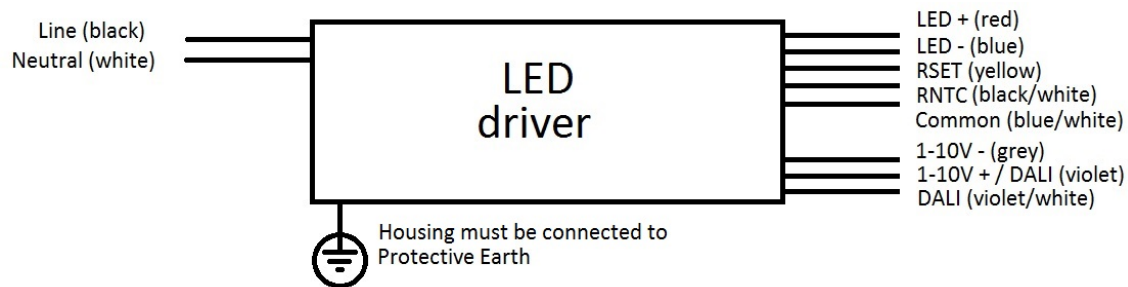 Line (black)
Neutral (white)
LED
driver
LED + (red)
LED - (blue)
RSET (yellow)
RNTC (black/white)
Common (blue/white)
1-10V - (grey)
1-10V + / DALI (violet)
DALI (violet/white)
Housing must be connected to
Protective Earth